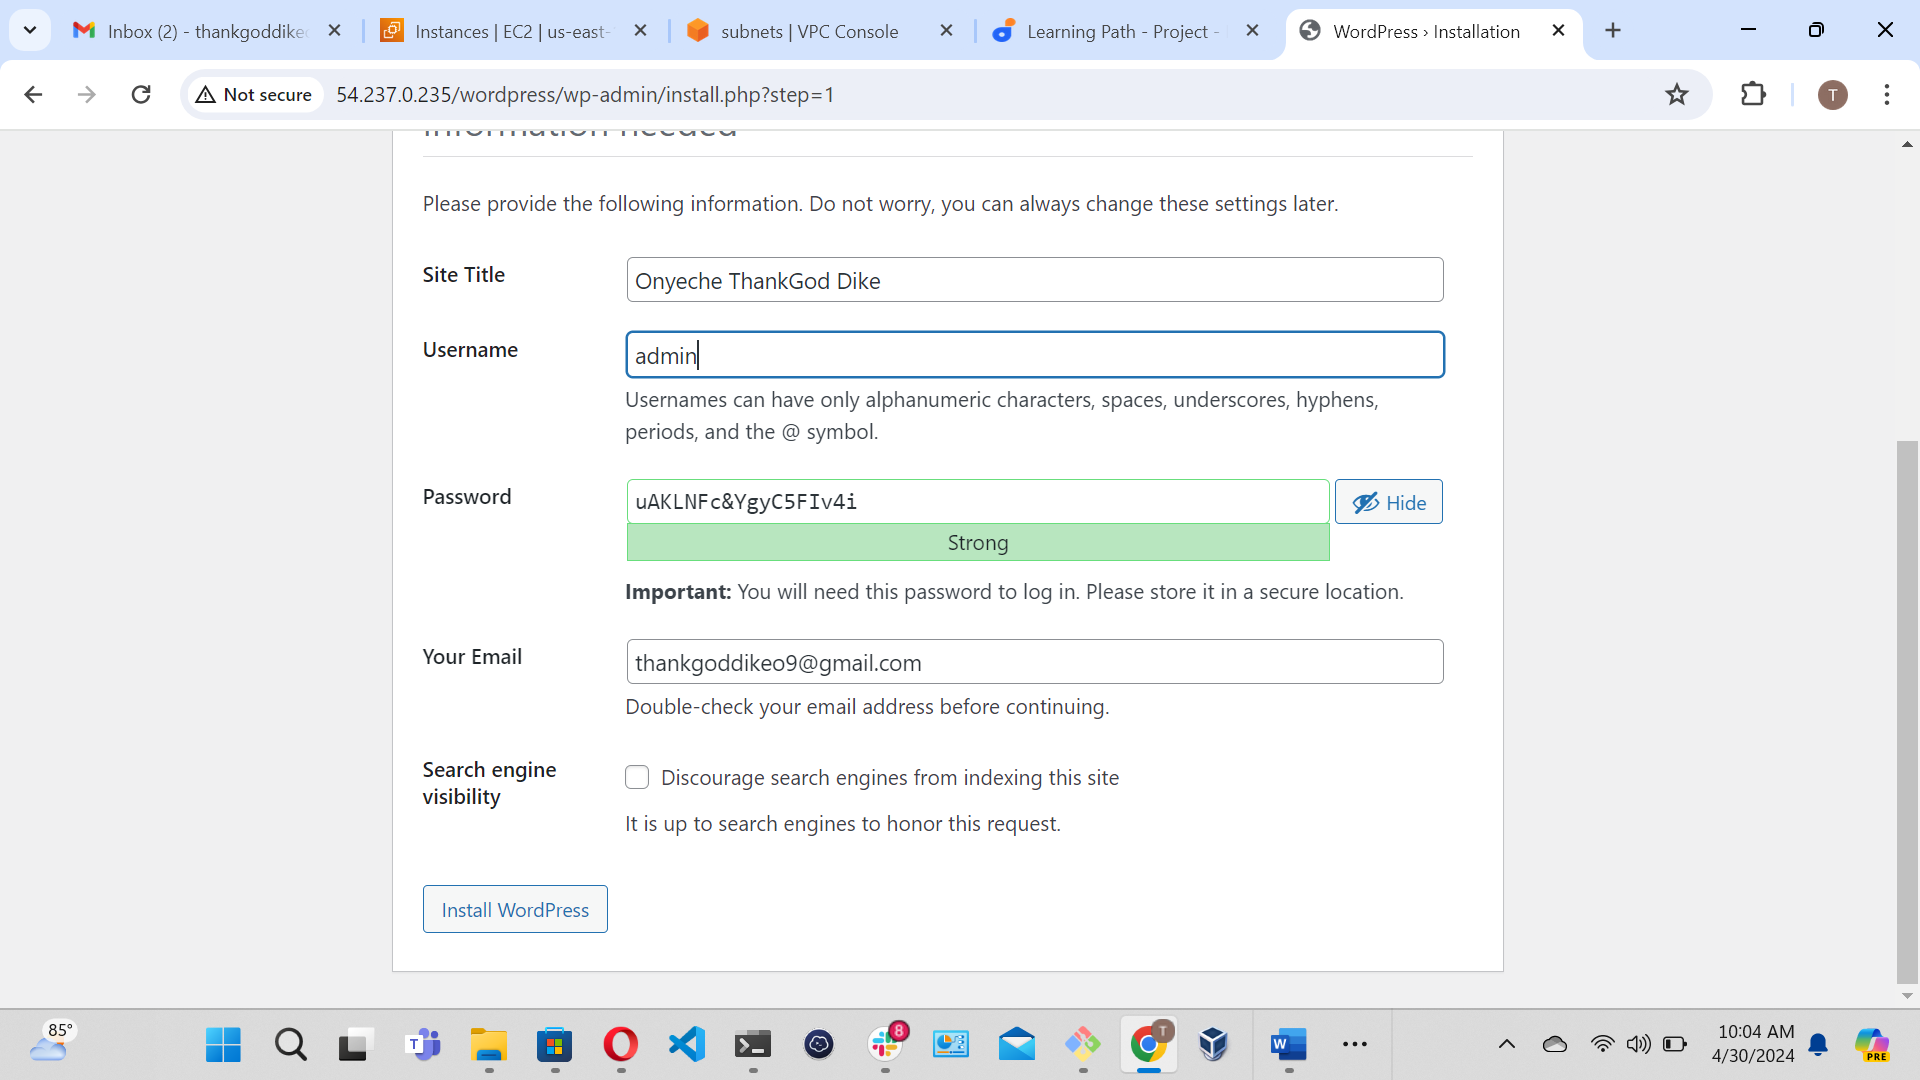 Inbox (2) - thankgoddike
Instances | EC2 | us-east-
subnets | VPC Console
Learning Path - Project -
WordPress › Installation
Not secure
54.237.0.235/wordpress/wp-admin/install.php?step=1
T
Information needed
Please provide the following information. Do not worry, you can always change these settings later.
Site Title
Onyeche ThankGod Dike
Username
admin
Usernames can have only alphanumeric characters, spaces, underscores, hyphens,
periods, and the @ symbol.
Password
uAKLNFc&YgyC5FIv4i
Hide
Strong
Important: You will need this password to log in. Please store it in a secure location.
Your Email
thankgoddikeo9@gmail.com
Double-check your email address before continuing.
Search engine
visibility
Discourage search engines from indexing this site
It is up to search engines to honor this request.
Install WordPress
85°
T
8
T
W
10:04 AM
4/30/2024
PRE